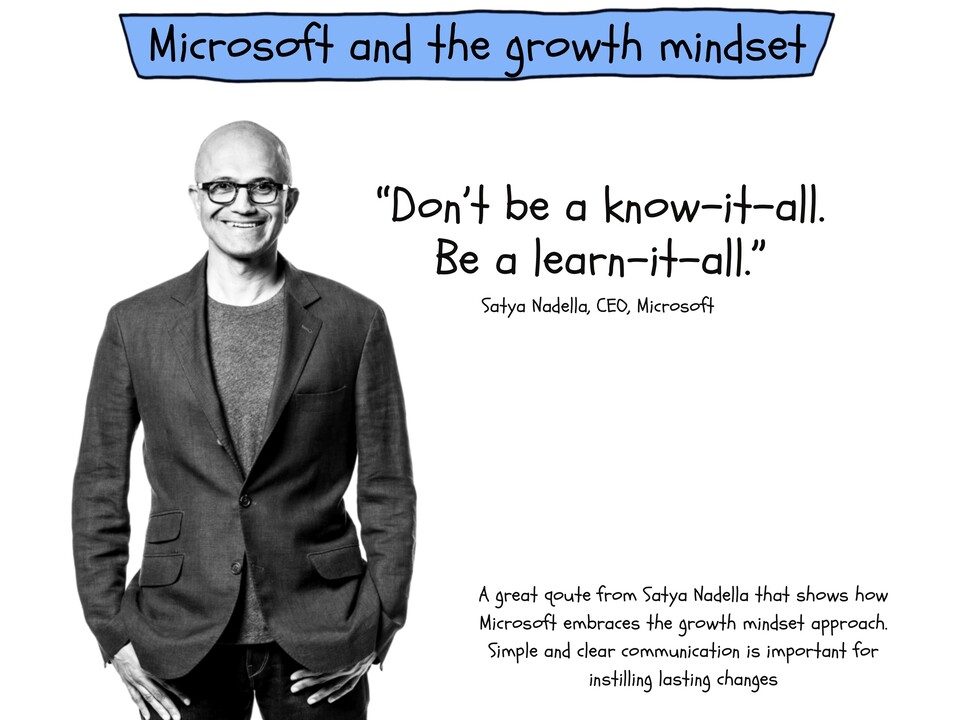 Microsoft and the growth mindset
“Don’t be a know-it-all.
Be a learn-it-all.”
Satya Nadella, CEO, Microsoft
A great qoute from Satya Nadella that shows how
Microsoft embraces the growth mindset approach.
Simple and clear communication is important for
instilling lasting changes